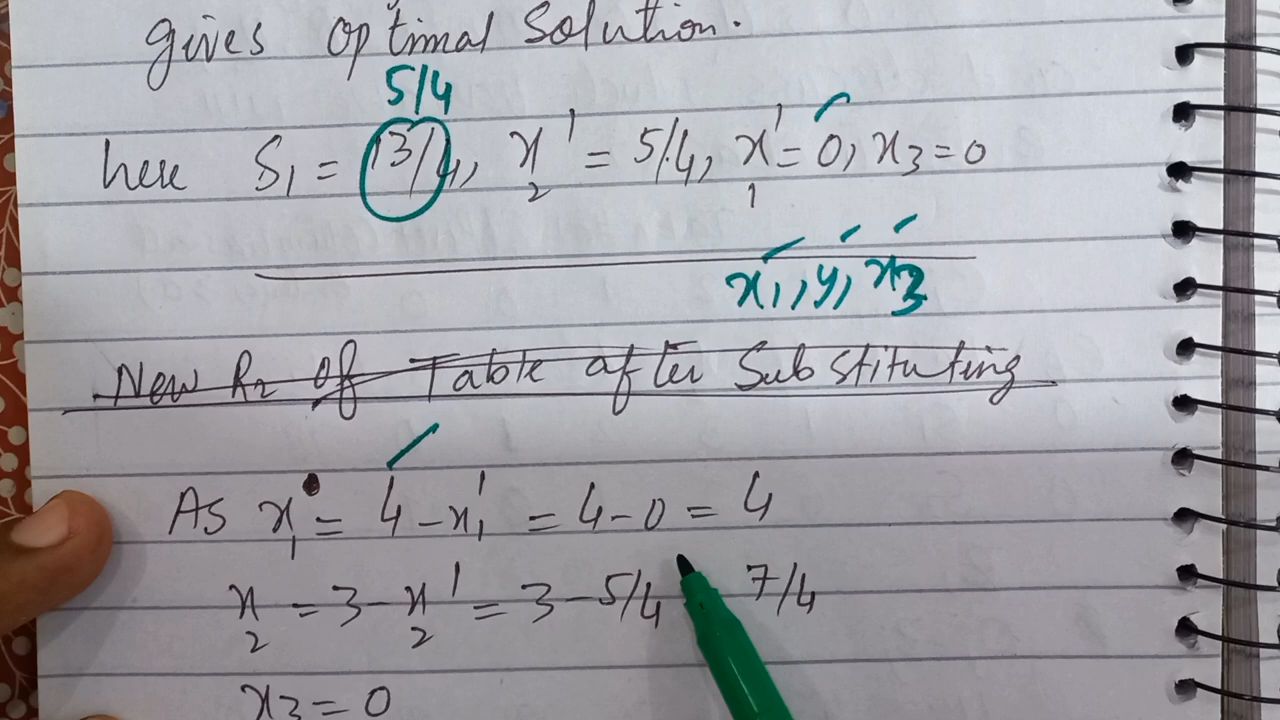 gives optimal solution.
5/4
here S₁ = 13/4, x₂' = 5/4, x₁' = 0, x₃ = 0
x₁, y, x₃
New R₂ of Table after Substituting
As x₁ = 4 - x₁' = 4 - 0 = 4
x₂ = 3 - x₂' = 3 - 5/4 7/4
x₃ = 0